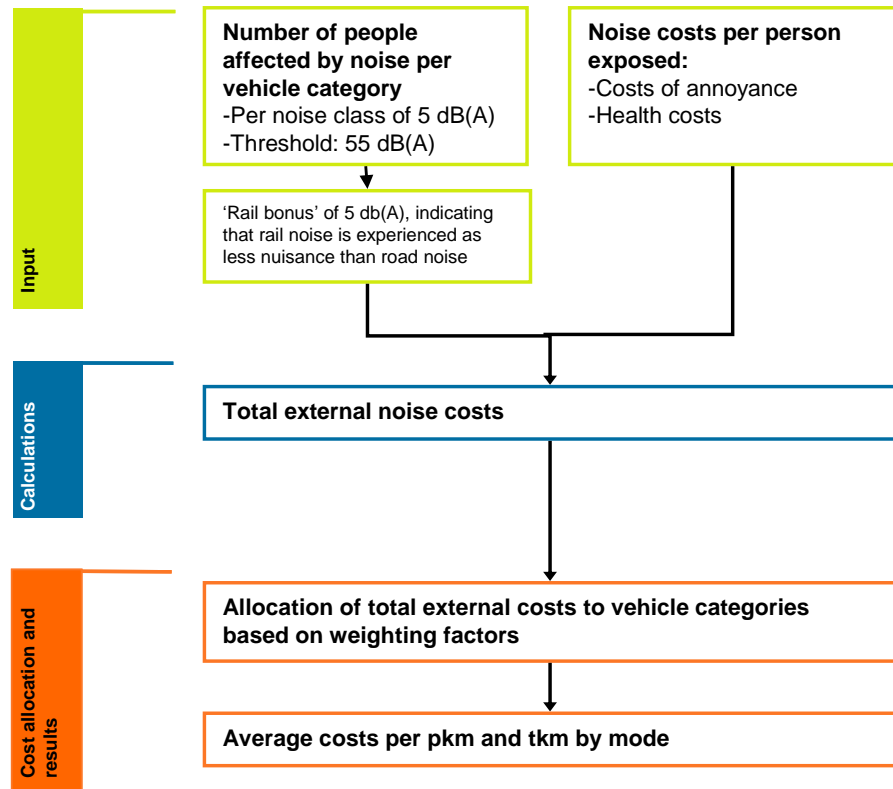 Input
Number of people
affected by noise per
vehicle category
-Per noise class of 5 dB(A)
-Threshold: 55 dB(A)
Noise costs per person
exposed:
-Costs of annoyance
-Health costs
‘Rail bonus’ of 5 db(A), indicating
that rail noise is experienced as
less nuisance than road noise
Calculations
Total external noise costs
Cost allocation and
results
Allocation of total external costs to vehicle categories
based on weighting factors
Average costs per pkm and tkm by mode